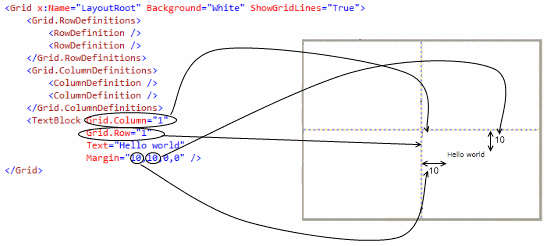 <Grid x:Name="LayoutRoot" Background="White" ShowGridLines="True">
<Grid.RowDefinitions>
<RowDefinition />
<RowDefinition />
</Grid.RowDefinitions>
<Grid.ColumnDefinitions>
<ColumnDefinition />
<ColumnDefinition />
</Grid.ColumnDefinitions>
<TextBlock Grid.Column="1"
Grid.Row="1"
Text="Hello world"
Margin="10,10,0,0" />
</Grid>
10
Hello world
10